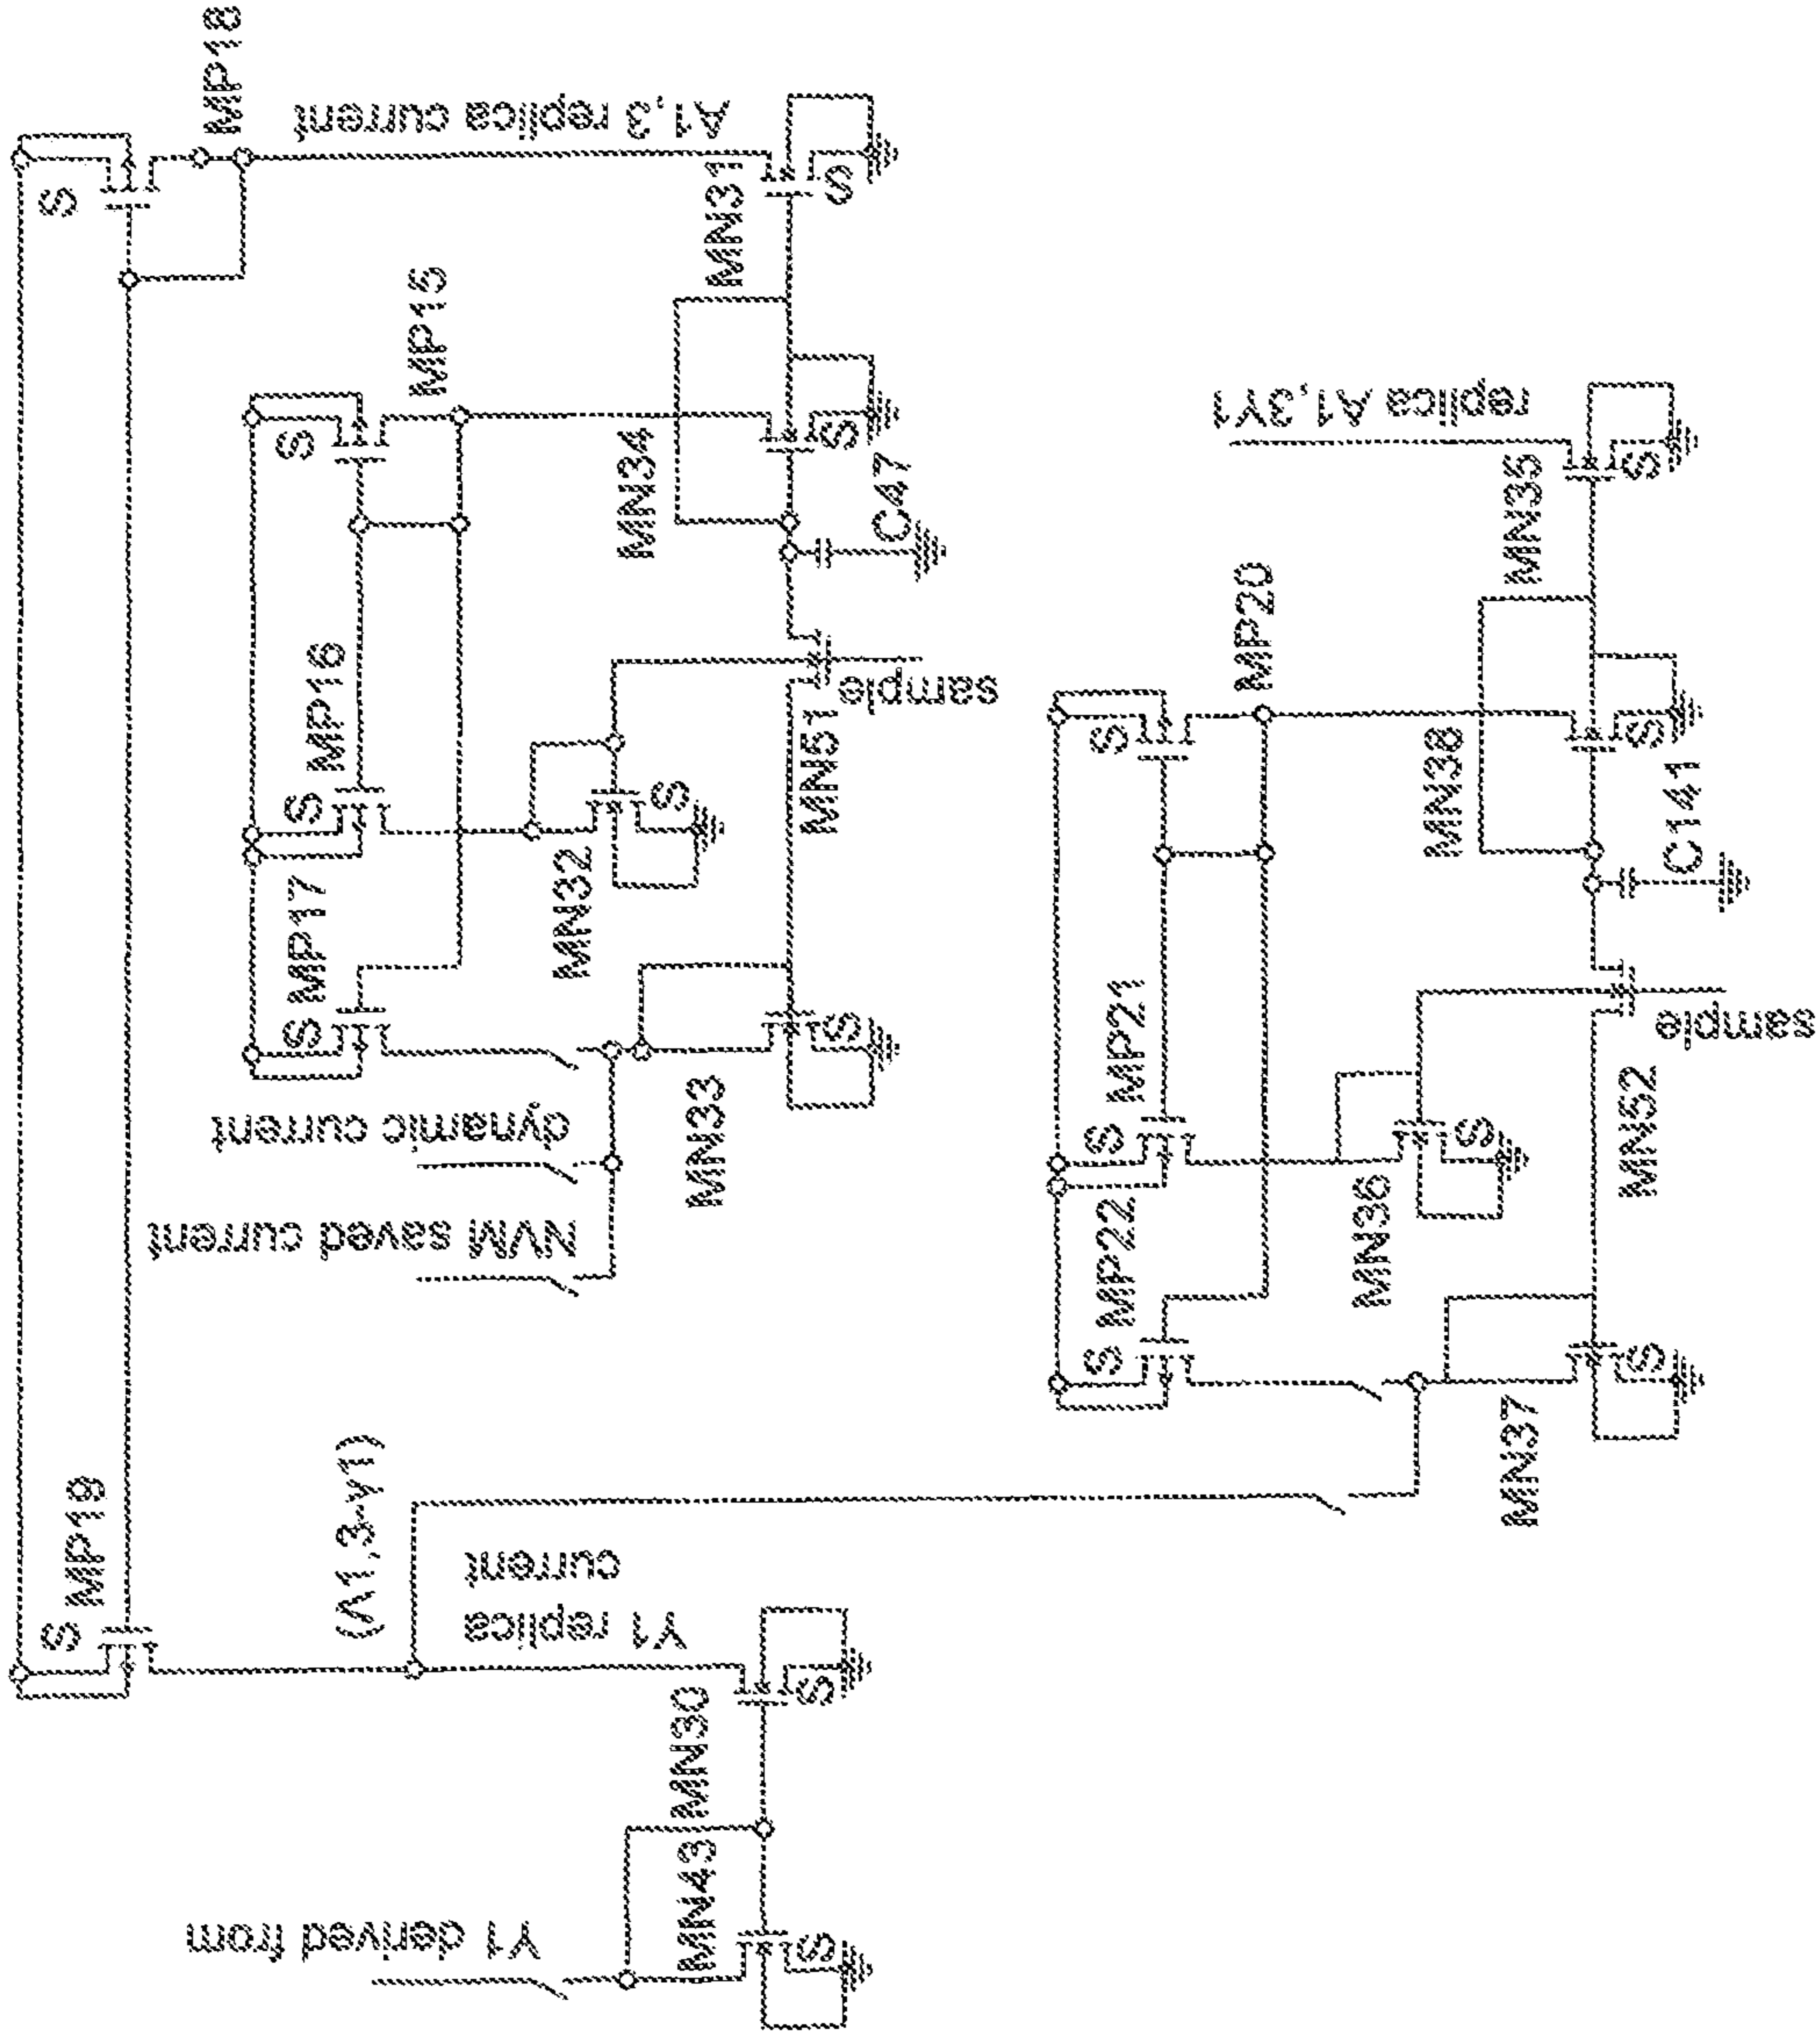 MP18
S
A1,3 replica current
MN31
S
MP15
S
MN34
S
C47
MP16
S
MN32
S
sample
MN51
MP17
S
dynamic current
NVM saved current
MN33
S
replica A1,3Y1
MN35
S
MP20
S
MN38
S
C141
MP21
S
MN36
S
sample
MN52
MP22
S
MN37
S
MP19
S
(A1,3-y1)
Y1 replica
current
MN30
S
Y1 derived from
MN43
S